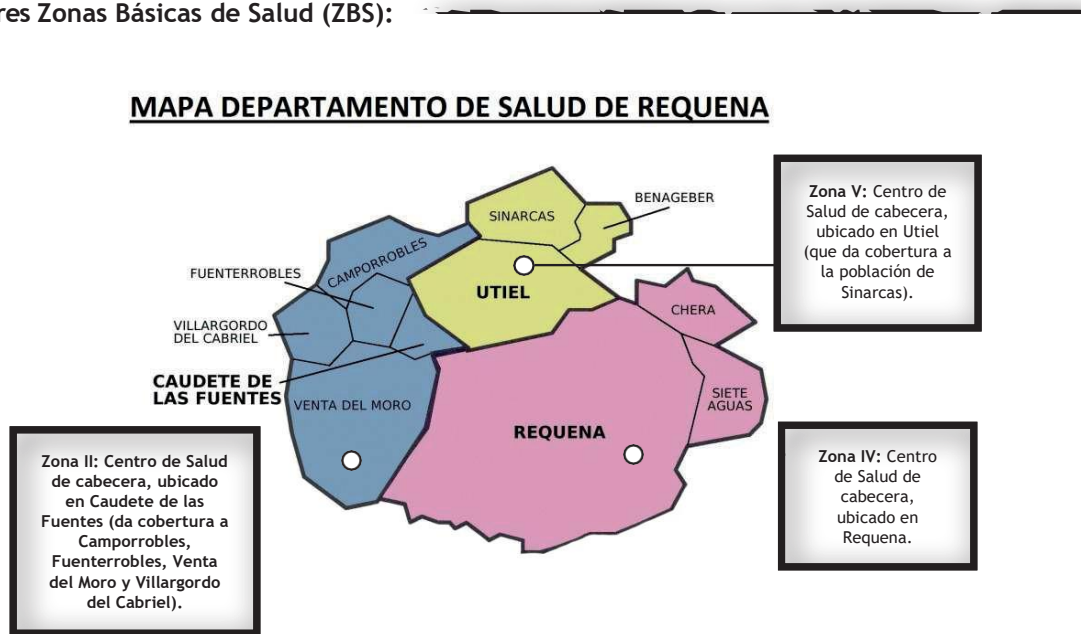 res Zonas Básicas de Salud (ZBS):
MAPA DEPARTAMENTO DE SALUD DE REQUENA
SINARCAS
BENAGEBER
CAMPORROBLES
FUENTERROBLES
UTIEL
CHERA
VILLARGORDO
DEL CABRIEL
CAUDETE DE
LAS FUENTES
VENTA DEL MORO
SIETE
AGUAS
REQUENA
Zona V: Centro de
Salud de cabecera,
ubicado en Utiel
(que da cobertura a
la población de
Sinarcas).
Zona II: Centro de Salud
de cabecera, ubicado
en Caudete de las
Fuentes (da cobertura a
Camporrobles,
Fuenterrobles, Venta
del Moro y Villargordo
del Cabriel).
Zona IV: Centro
de Salud de
cabecera,
ubicado en
Requena.